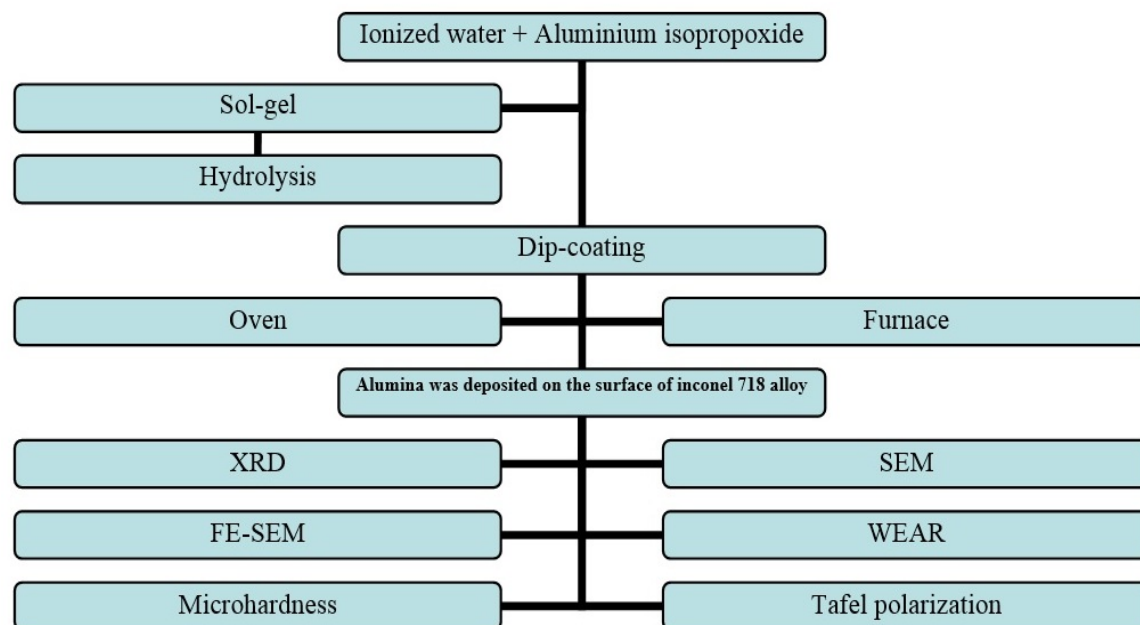 Ionized water + Aluminium isopropoxide
Sol-gel
Hydrolysis
Dip-coating
Oven
Furnace
Alumina was deposited on the surface of inconel 718 alloy
XRD
SEM
FE-SEM
WEAR
Microhardness
Tafel polarization